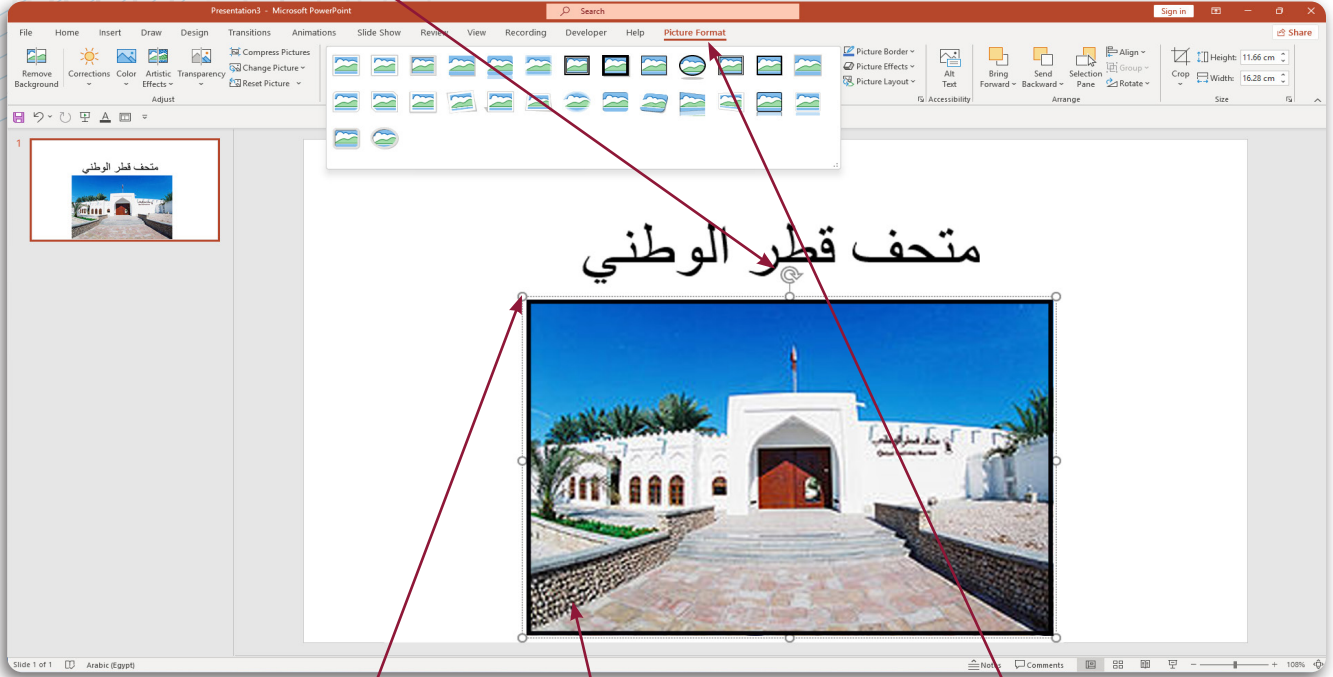 Presentation3 - Microsoft PowerPoint
Search
Sign in
File Home Insert Draw Design Transitions Animations Slide Show Review View Recording Developer Help Picture Format
Share
Remove Background
Corrections
Color
Artistic Effects
Transparency
Compress Pictures
Change Picture
Reset Picture
Adjust
Picture Border
Picture Effects
Picture Layout
Alt Text
Accessibility
Bring Forward
Send Backward
Selection Pane
Align
Group
Rotate
Arrange
Crop
Height: 11.66 cm
Width: 16.28 cm
Size
1
متحف قطر الوطني
متحف قطر الوطني
Slide 1 of 1 Arabic (Egypt)
Notes Comments 108%